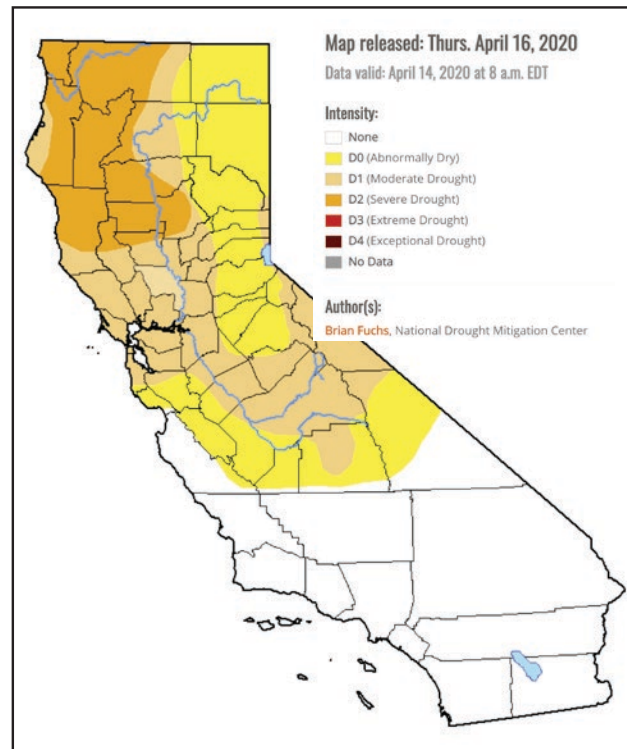 Map released: Thurs. April 16, 2020
Data valid: April 14, 2020 at 8 a.m. EDT
Intensity:
None
D0 (Abnormally Dry)
D1 (Moderate Drought)
D2 (Severe Drought)
D3 (Extreme Drought)
D4 (Exceptional Drought)
No Data
Author(s):
Brian Fuchs, National Drought Mitigation Center